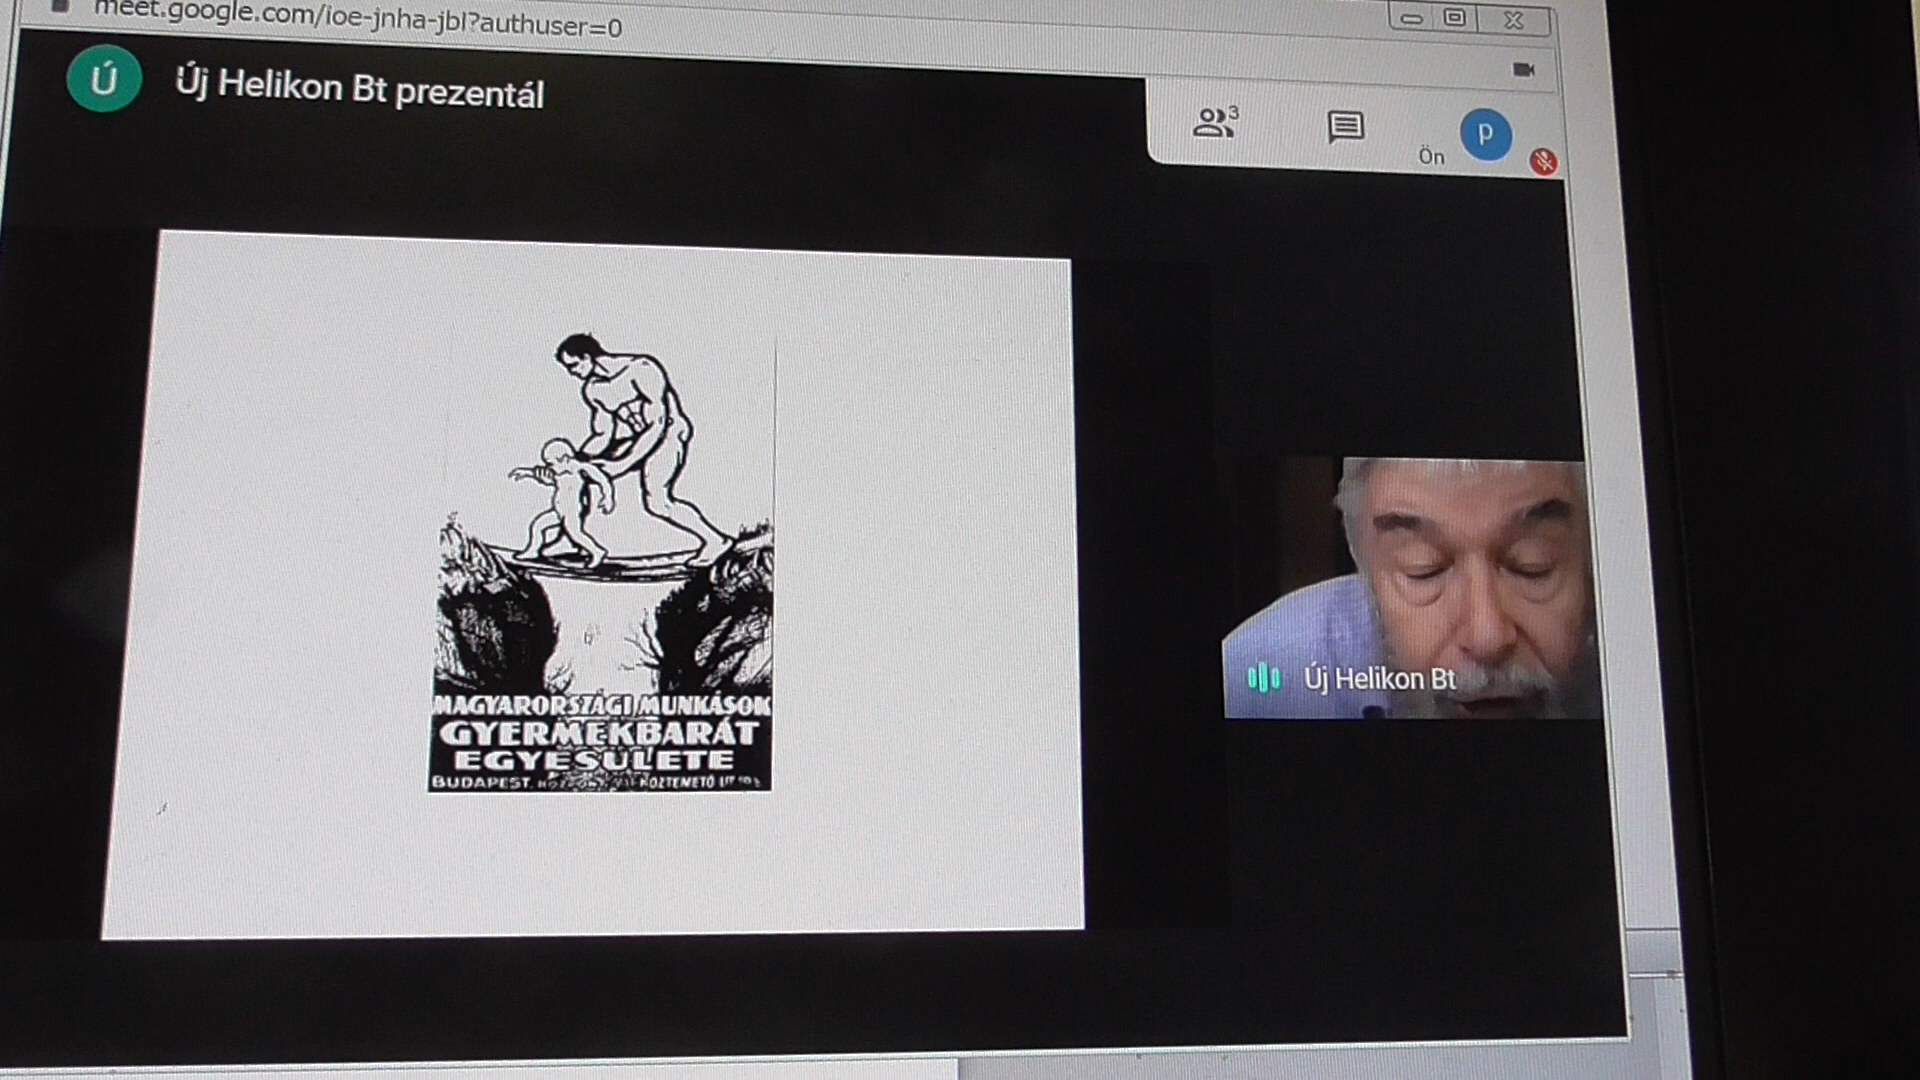 meet.google.com/ioe-jnha-jbl?authuser=0
Ú
Új Helikon Bt prezentál
3
Ön
p
MAGYARORSZÁGI MUNKÁSOK
GYERMEKBARÁT
EGYESÜLETE
BUDAPEST.
KÖZTEMETŐ
Új Helikon Bt